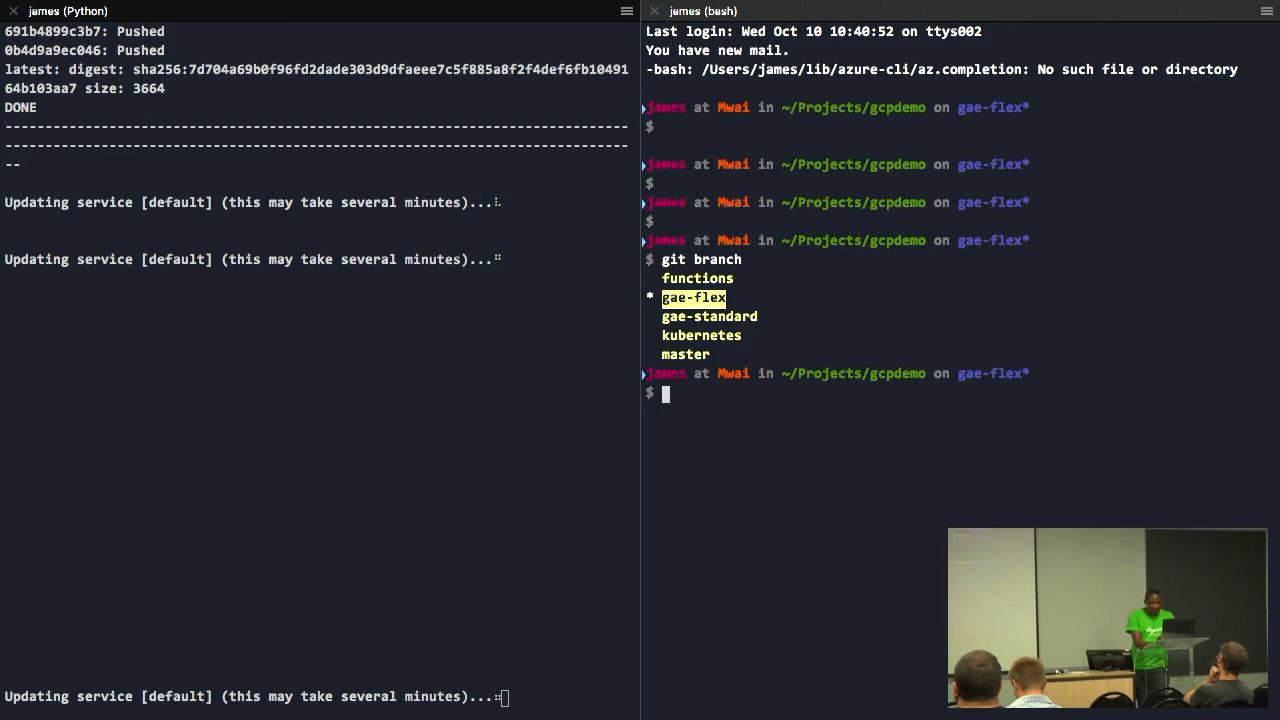 james (Python)
691b4899c3b7: Pushed
0b4d9a9ec046: Pushed
latest: digest: sha256:7d704a69b0f96fd2dade303d9dfaeee7c5f885a8f2f4def6fb10491
64b103aa7 size: 3664
DONE
--------------------------------------------------------------------------------
--------------------------------------------------------------------------------
--
Updating service [default] (this may take several minutes)...⠧
Updating service [default] (this may take several minutes)...⠛
Updating service [default] (this may take several minutes)...⠶
james (bash)
Last login: Wed Oct 10 10:40:52 on ttys002
You have new mail.
-bash: /Users/james/lib/azure-cli/az.completion: No such file or directory
james at Mwai in ~/Projects/gcpdemo on gae-flex*
$
james at Mwai in ~/Projects/gcpdemo on gae-flex*
$
james at Mwai in ~/Projects/gcpdemo on gae-flex*
$
james at Mwai in ~/Projects/gcpdemo on gae-flex*
$ git branch
functions
* gae-flex
gae-standard
kubernetes
master
james at Mwai in ~/Projects/gcpdemo on gae-flex*
$